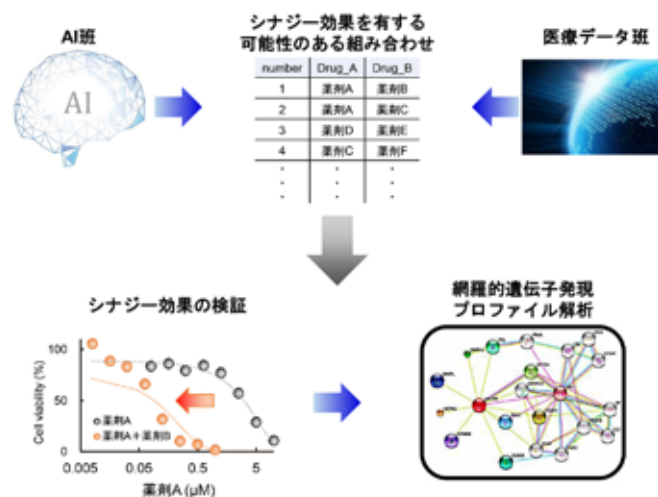 AI班
AI
シナジー効果を有する
可能性のある組み合わせ
医療データ班
number Drug_A Drug_B
1 薬剤A 薬剤B
2 薬剤A 薬剤C
3 薬剤D 薬剤E
4 薬剤C 薬剤F
シナジー効果の検証
Cell viability (%)
100
50
0
薬剤A
薬剤A+薬剤B
0.005 0.05 0.5 5
薬剤A (μM)
網羅的遺伝子発現
プロファイル解析